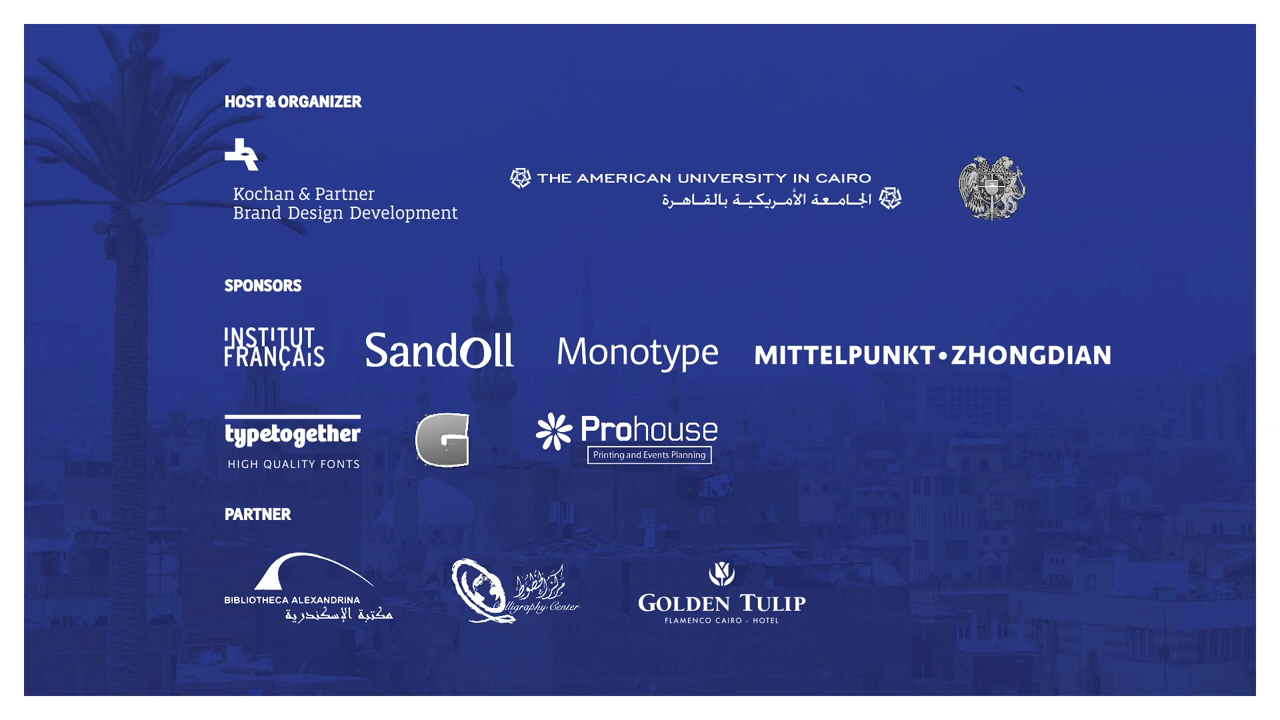 HOST & ORGANIZER
Kochan & Partner
Brand Design Development
THE AMERICAN UNIVERSITY IN CAIRO
الجامعة الأمريكية بالقاهرة
SPONSORS
INSTITUT
FRANÇAIS
Sandoll
Monotype
MITTELPUNKT•ZHONGDIAN
typetogether
HIGH QUALITY FONTS
G
Prohouse
Printing and Events Planning
PARTNER
BIBLIOTHECA ALEXANDRINA
مكتبة الإسكندرية
مركز الخطوط
Calligraphy Center
GOLDEN TULIP
FLAMENCO CAIRO - HOTEL